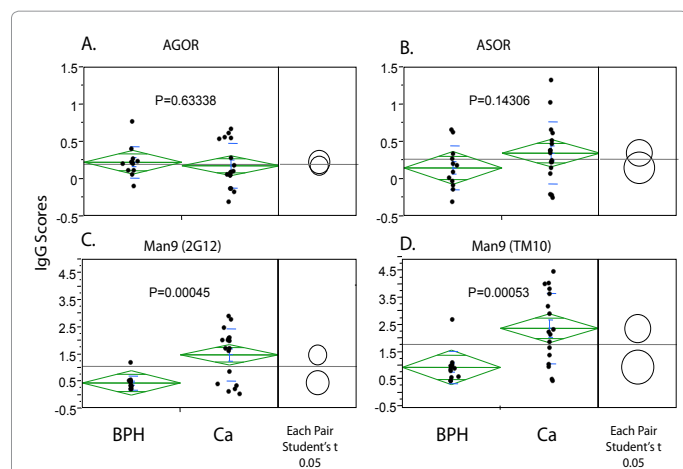 A.
AGOR
B.
ASOR
1.5
1
0.5
0
-0.5
P=0.63338
1.5
1
0.5
0
-0.5
P=0.14306
IgG Scores
C.
Man9 (2G12)
D.
Man9 (TM10)
4.5
3.5
2.5
1.5
0.5
-0.5
P=0.00045
4.5
3.5
2.5
1.5
0.5
-0.5
P=0.00053
BPH
Ca
Each Pair
Student's t
0.05
BPH
Ca
Each Pair
Student's t
0.05